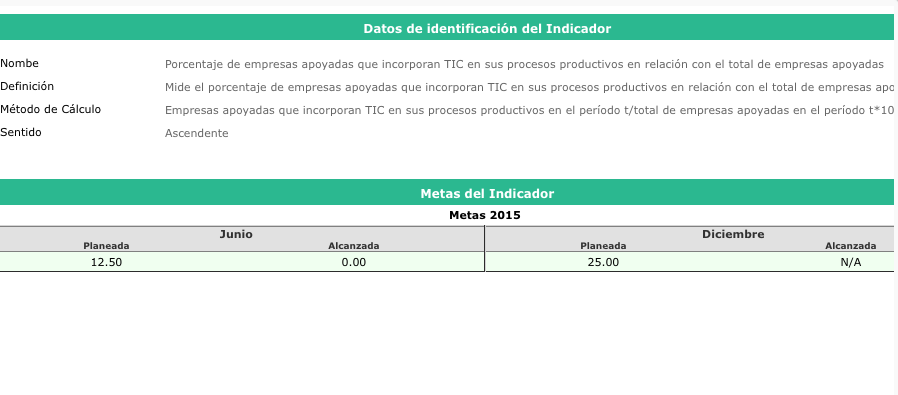 Datos de identificación del Indicador
Nombe Porcentaje de empresas apoyadas que incorporan TIC en sus procesos productivos en relación con el total de empresas apoyadas
Definición Mide el porcentaje de empresas apoyadas que incorporan TIC en sus procesos productivos en relación con el total de empresas apo
Método de Cálculo Empresas apoyadas que incorporan TIC en sus procesos productivos en el período t/total de empresas apoyadas en el período t*10
Sentido Ascendente
Metas del Indicador
Metas 2015
Junio Diciembre
Planeada Alcanzada Planeada Alcanzada
12.50 0.00 25.00 N/A